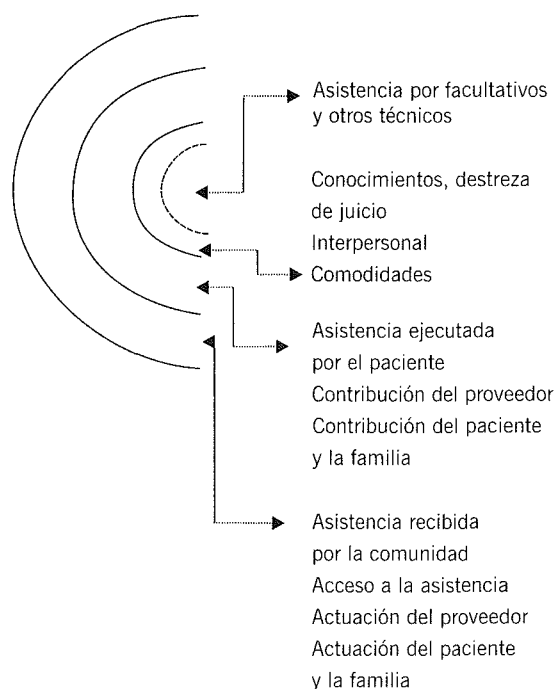 Asistencia por facultativos
y otros técnicos
Conocimientos, destreza
de juicio
Interpersonal
Comodidades
Asistencia ejecutada
por el paciente
Contribución del proveedor
Contribución del paciente
y la familia
Asistencia recibida
por la comunidad
Acceso a la asistencia
Actuación del proveedor
Actuación del paciente
y la familia